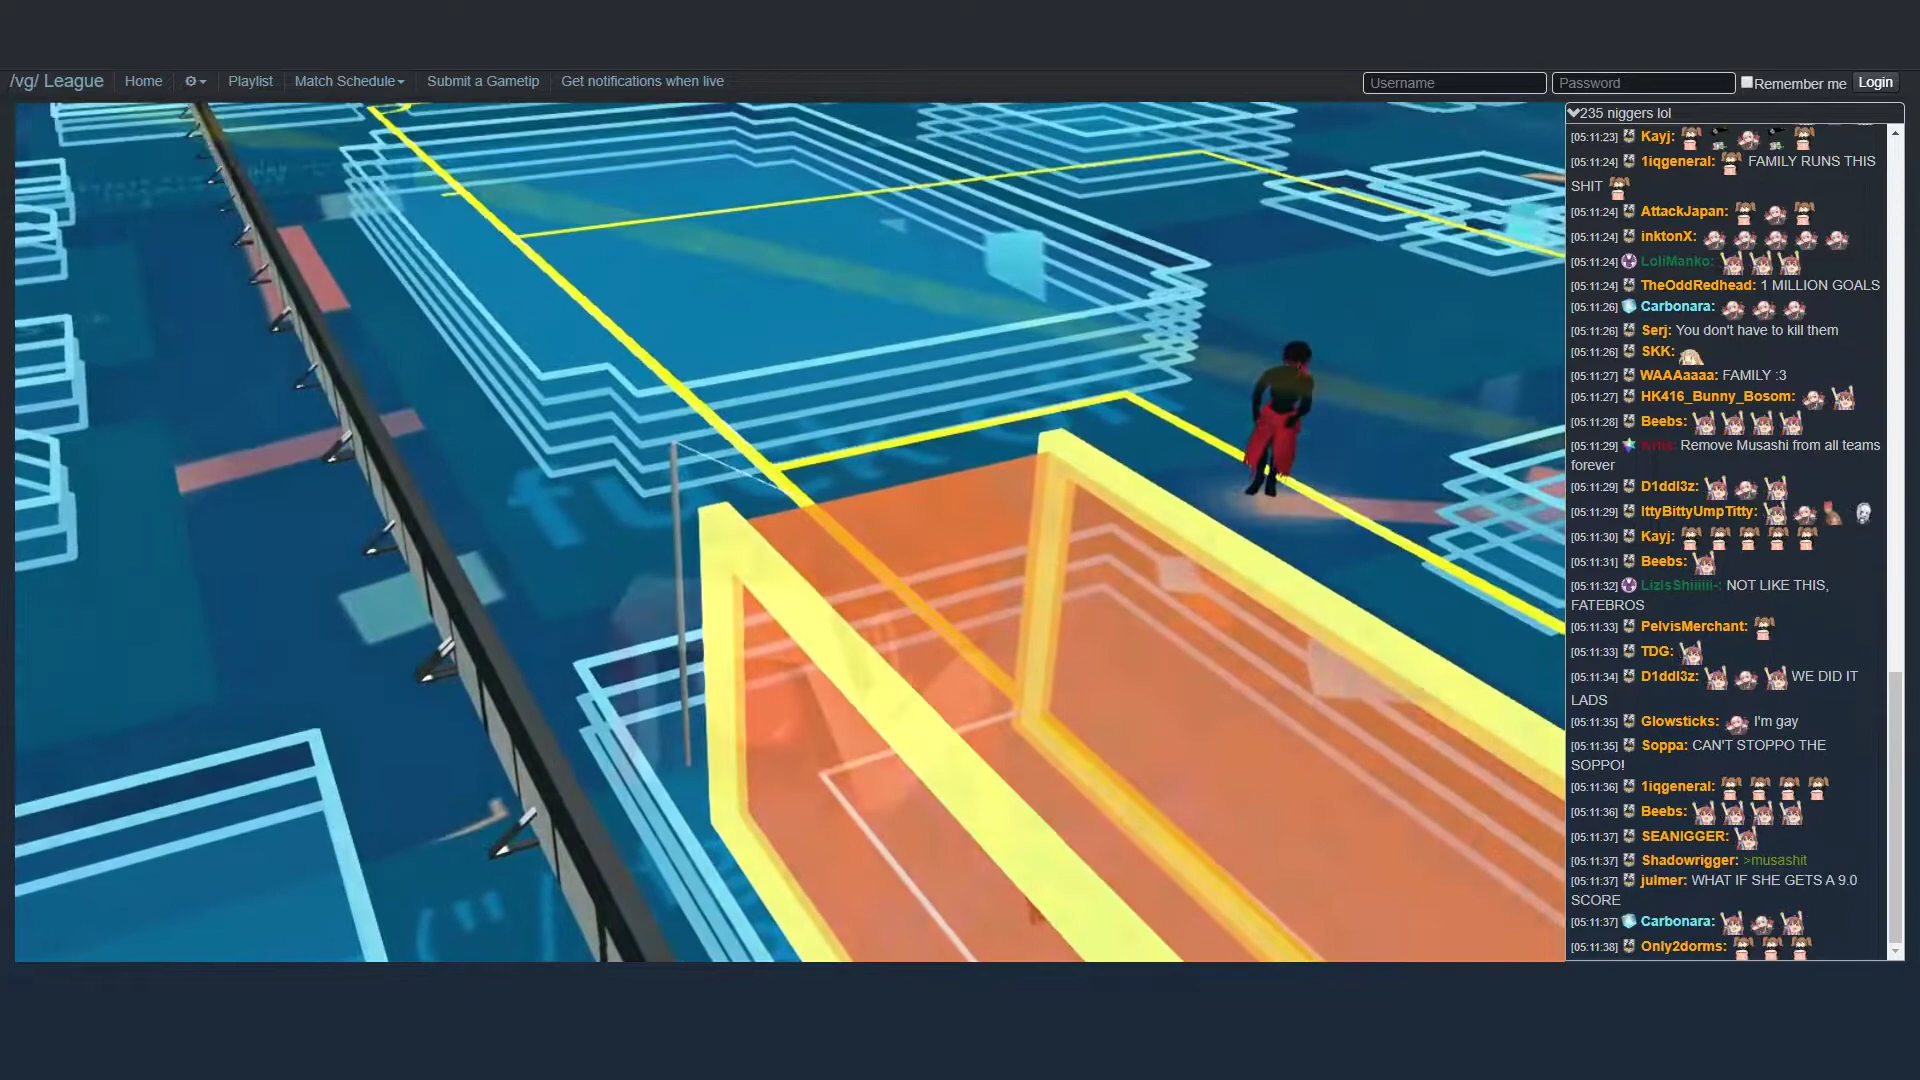 /vg/ League Home Playlist Match Schedule Submit a Gametip Get notifications when live Username Password Remember me Login
235 niggers lol
[05:11:23] Kayj:
[05:11:24] 1iqgeneral: FAMILY RUNS THIS
SHIT
[05:11:24] AttackJapan:
[05:11:24] inktonX:
[05:11:24] LoliManko:
[05:11:24] TheOddRedhead: 1 MILLION GOALS
[05:11:26] Carbonara:
[05:11:26] Serj: You don't have to kill them
[05:11:26] SKK:
[05:11:27] WAAAaaaa: FAMILY :3
[05:11:27] HK416_Bunny_Bosom:
[05:11:28] Beebs:
[05:11:29] Remove Musashi from all teams
forever
[05:11:29] D1ddl3z:
[05:11:29] IttyBittyUmpTitty:
[05:11:30] Kayj:
[05:11:31] Beebs:
[05:11:32] LizIsShiiiiii-: NOT LIKE THIS,
FATEBROS
[05:11:33] PelvisMerchant:
[05:11:33] TDG:
[05:11:34] D1ddl3z: WE DID IT
LADS
[05:11:35] Glowsticks: I'm gay
[05:11:35] Soppa: CAN'T STOPPO THE
SOPPO!
[05:11:36] 1iqgeneral:
[05:11:36] Beebs:
[05:11:37] SEANIGGER:
[05:11:37] Shadowrigger: >musashit
[05:11:37] julmer: WHAT IF SHE GETS A 9.0
SCORE
[05:11:37] Carbonara:
[05:11:38] Only2dorms: